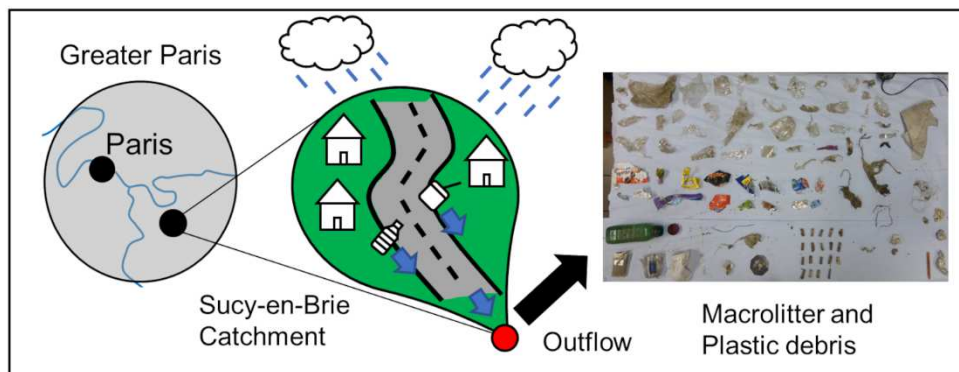 Greater Paris
Paris
Sucy-en-Brie
Catchment
Outflow
Macrolitter and
Plastic debris